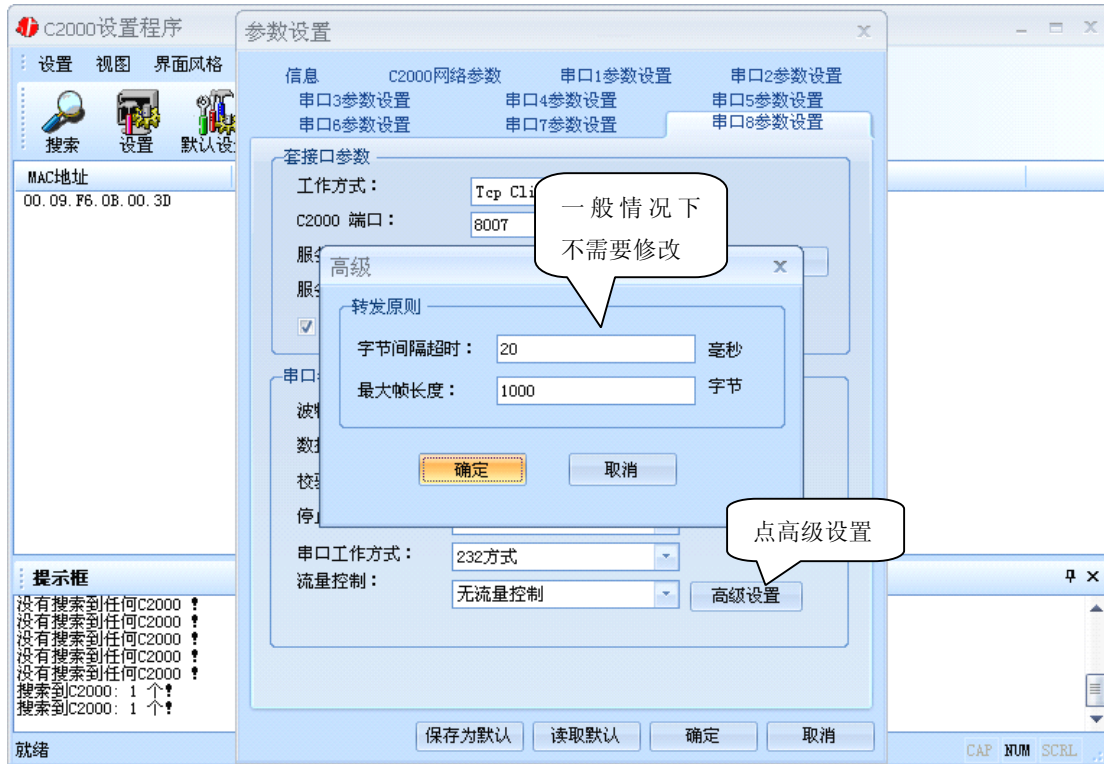 C2000设置程序
设置 视图 界面风格
搜索 设置 默认设
MAC地址
00.09.F6.0B.00.3D
参数设置
信息 C2000网络参数 串口1参数设置 串口2参数设置
串口3参数设置 串口4参数设置 串口5参数设置
串口6参数设置 串口7参数设置 串口8参数设置
套接口参数
工作方式: Tcp Cli
C2000 端口: 8007
一般情况下
不需要修改
高级
转发原则
字节间隔超时: 20 毫秒
最大帧长度: 1000 字节
确定 取消
点高级设置
串口工作方式: 232方式
流量控制: 无流量控制 高级设置
保存为默认 读取默认 确定 取消
提示框
没有搜索到任何C2000 !
没有搜索到任何C2000 !
没有搜索到任何C2000 !
没有搜索到任何C2000 !
没有搜索到任何C2000 !
搜索到C2000: 1 个!
搜索到C2000: 1 个!
就绪 CAP NUM SCRL